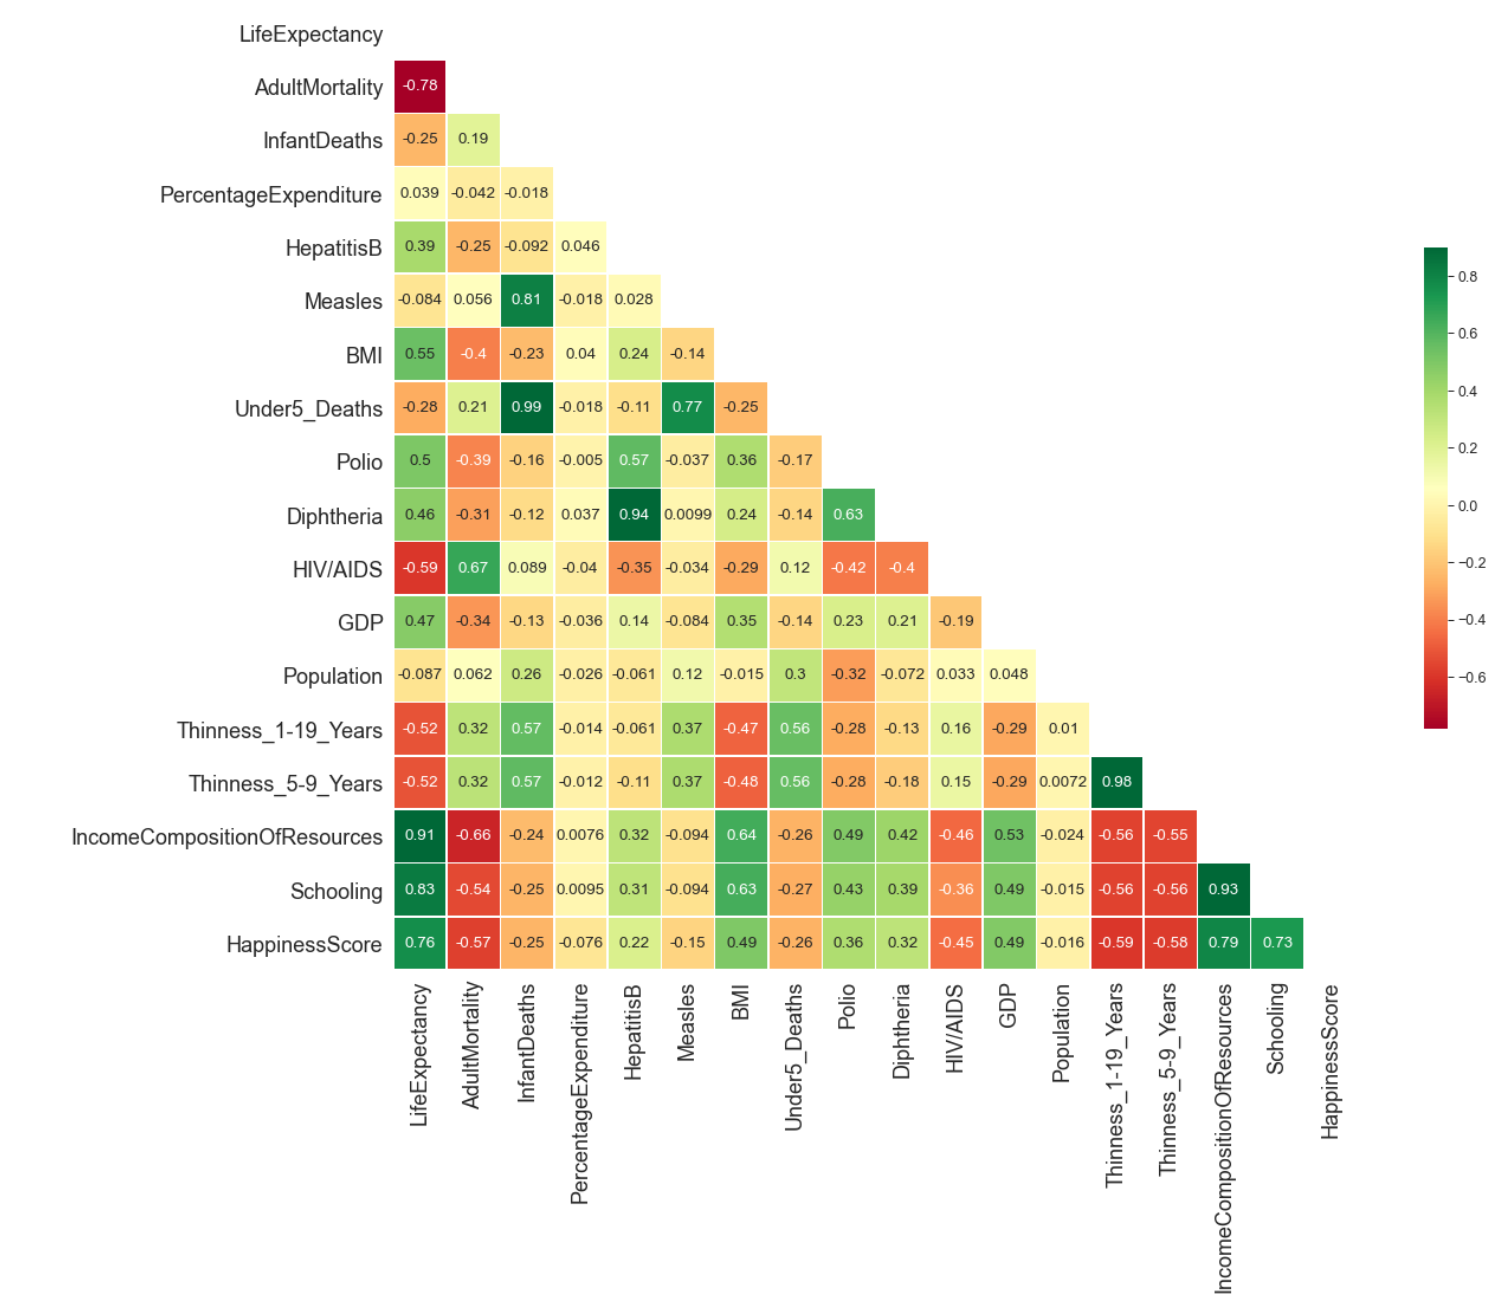 LifeExpectancy
AdultMortality -0.78
InfantDeaths -0.25 0.19
PercentageExpenditure 0.039 -0.042 -0.018
HepatitisB 0.39 -0.25 -0.092 0.046
Measles -0.084 0.056 0.81 -0.018 0.028
BMI 0.55 -0.4 -0.23 0.04 0.24 -0.14
Under5_Deaths -0.28 0.21 0.99 -0.018 -0.11 0.77 -0.25
Polio 0.5 -0.39 -0.16 -0.005 0.57 -0.037 0.36 -0.17
Diphtheria 0.46 -0.31 -0.12 0.037 0.94 0.0099 0.24 -0.14 0.63
HIV/AIDS -0.59 0.67 0.089 -0.04 -0.35 -0.034 -0.29 0.12 -0.42 -0.4
GDP 0.47 -0.34 -0.13 -0.036 0.14 -0.084 0.35 -0.14 0.23 0.21 -0.19
Population -0.087 0.062 0.26 -0.026 -0.061 0.12 -0.015 0.3 -0.32 -0.072 0.033 0.048
Thinness_1-19_Years -0.52 0.32 0.57 -0.014 -0.061 0.37 -0.47 0.56 -0.28 -0.13 0.16 -0.29 0.01
Thinness_5-9_Years -0.52 0.32 0.57 -0.012 -0.11 0.37 -0.48 0.56 -0.28 -0.18 0.15 -0.29 0.0072 0.98
IncomeCompositionOfResources 0.91 -0.66 -0.24 0.0076 0.32 -0.094 0.64 -0.26 0.49 0.42 -0.46 0.53 -0.024 -0.56 -0.55
Schooling 0.83 -0.54 -0.25 0.0095 0.31 -0.094 0.63 -0.27 0.43 0.39 -0.36 0.49 -0.015 -0.56 -0.56 0.93
HappinessScore 0.76 -0.57 -0.25 -0.076 0.22 -0.15 0.49 -0.26 0.36 0.32 -0.45 0.49 -0.016 -0.59 -0.58 0.79 0.73
LifeExpectancy
AdultMortality
InfantDeaths
PercentageExpenditure
HepatitisB
Measles
BMI
Under5_Deaths
Polio
Diphtheria
HIV/AIDS
GDP
Population
Thinness_1-19_Years
Thinness_5-9_Years
IncomeCompositionOfResources
Schooling
HappinessScore
0.8
0.6
0.4
0.2
0.0
−0.2
−0.4
−0.6